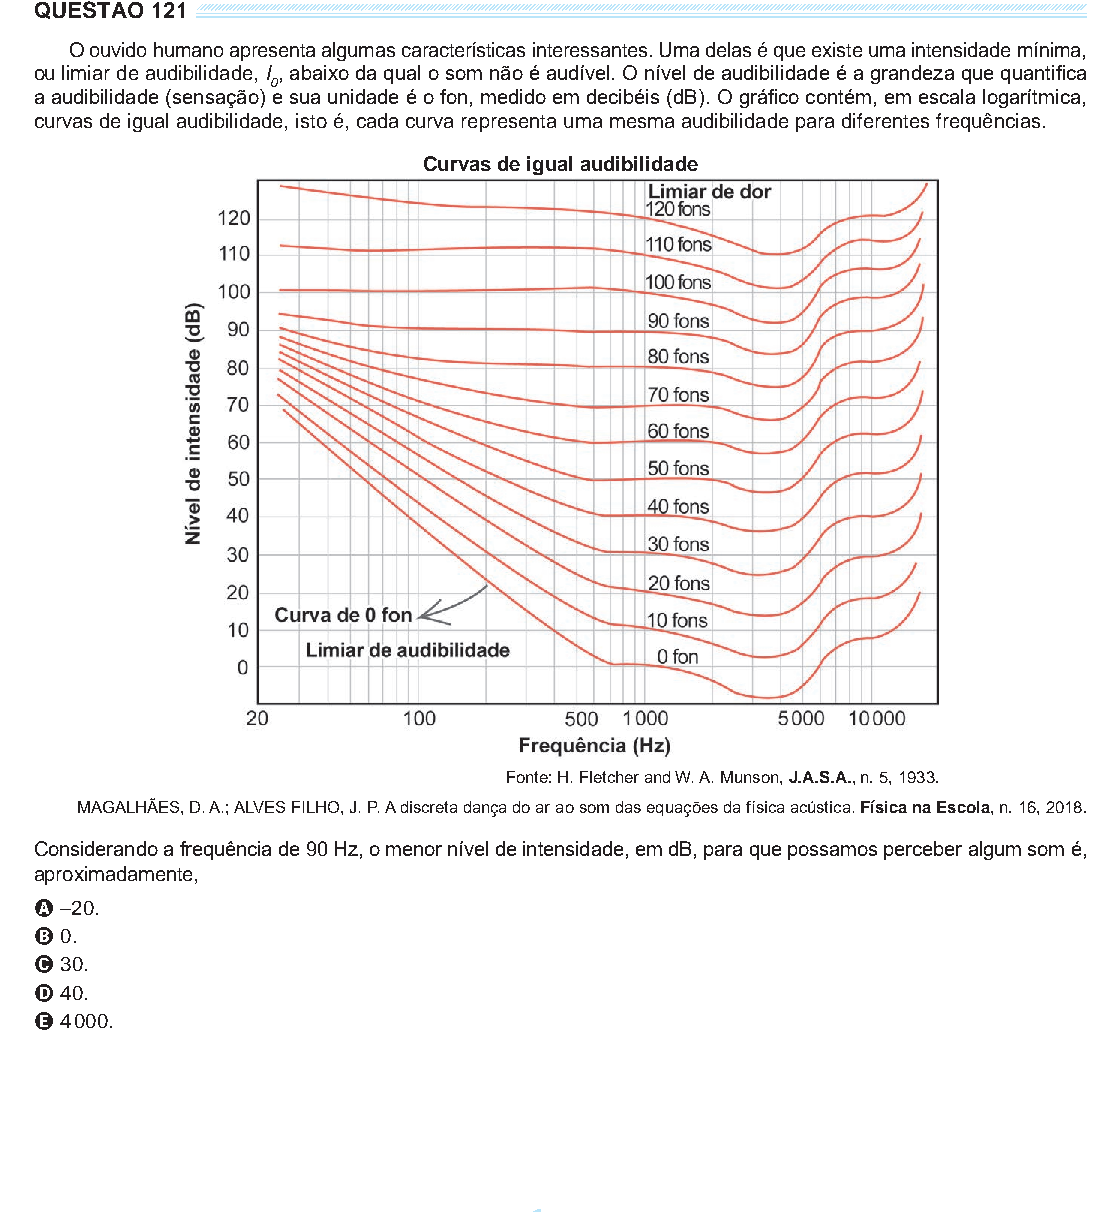 QUESTÃO 121
O ouvido humano apresenta algumas características interessantes. Uma delas é que existe uma intensidade mínima,
ou limiar de audibilidade, I₀, abaixo da qual o som não é audível. O nível de audibilidade é a grandeza que quantifica
a audibilidade (sensação) e sua unidade é o fon, medido em decibéis (dB). O gráfico contém, em escala logarítmica,
curvas de igual audibilidade, isto é, cada curva representa uma mesma audibilidade para diferentes frequências.
Curvas de igual audibilidade
Limiar de dor
120 fons
120
110 fons
110
100 fons
100
90 fons
90
80 fons
80
70 fons
70
60 fons
60
50 fons
50
40 fons
40
30 fons
30
20 fons
20
10 fons
10
0 fon
0
Nível de intensidade (dB)
Curva de 0 fon
Limiar de audibilidade
20 100 500 1000 5000 10000
Frequência (Hz)
Fonte: H. Fletcher and W. A. Munson, J.A.S.A., n. 5, 1933.
MAGALHÃES, D. A.; ALVES FILHO, J. P. A discreta dança do ar ao som das equações da física acústica. Física na Escola, n. 16, 2018.
Considerando a frequência de 90 Hz, o menor nível de intensidade, em dB, para que possamos perceber algum som é,
aproximadamente,
A –20.
B 0.
C 30.
D 40.
E 4 000.